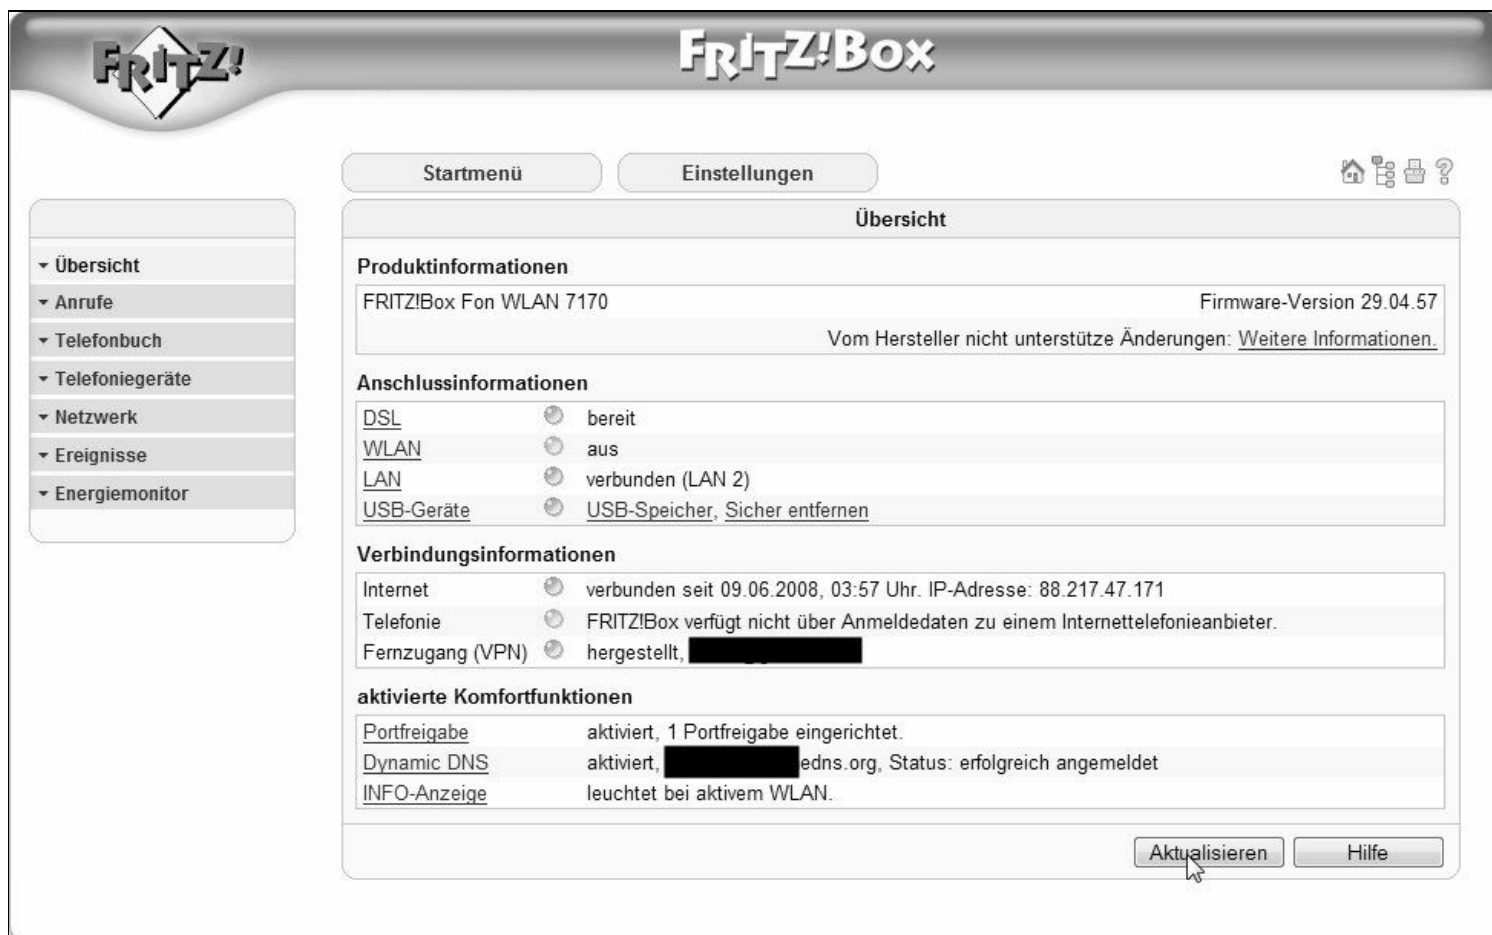 FRITZ!
FRITZ!Box
Startmenü
Einstellungen
Übersicht
Anrufe
Telefonbuch
Telefoniegeräte
Netzwerk
Ereignisse
Energiemonitor
Übersicht
Produktinformationen
FRITZ!Box Fon WLAN 7170 Firmware-Version 29.04.57
Vom Hersteller nicht unterstütze Änderungen: Weitere Informationen.
Anschlussinformationen
DSL bereit
WLAN aus
LAN verbunden (LAN 2)
USB-Geräte USB-Speicher, Sicher entfernen
Verbindungsinformationen
Internet verbunden seit 09.06.2008, 03:57 Uhr. IP-Adresse: 88.217.47.171
Telefonie FRITZ!Box verfügt nicht über Anmeldedaten zu einem Internettelefonieanbieter.
Fernzugang (VPN) hergestellt,
aktivierte Komfortfunktionen
Portfreigabe aktiviert, 1 Portfreigabe eingerichtet.
Dynamic DNS aktiviert, edns.org, Status: erfolgreich angemeldet
INFO-Anzeige leuchtet bei aktivem WLAN.
Aktualisieren
Hilfe